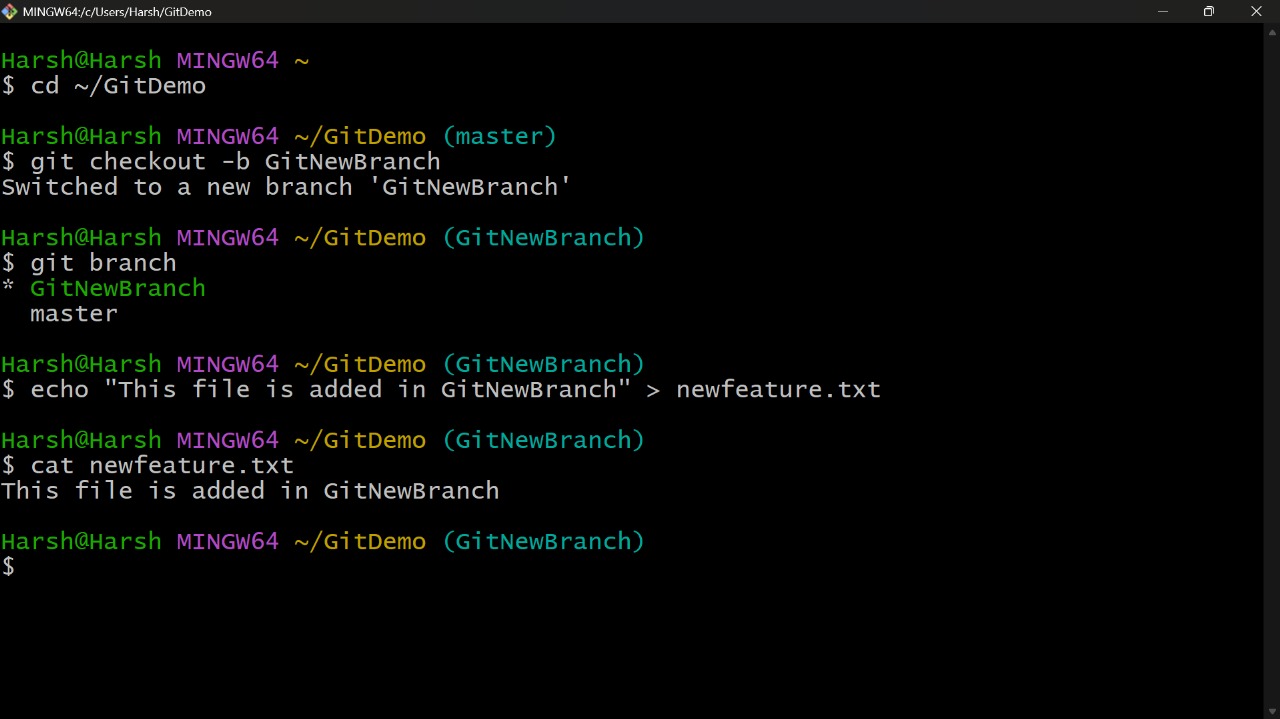 MINGW64:/c/Users/Harsh/GitDemo
Harsh@Harsh MINGW64 ~
$ cd ~/GitDemo
Harsh@Harsh MINGW64 ~/GitDemo (master)
$ git checkout -b GitNewBranch
Switched to a new branch 'GitNewBranch'
Harsh@Harsh MINGW64 ~/GitDemo (GitNewBranch)
$ git branch
* GitNewBranch
  master
Harsh@Harsh MINGW64 ~/GitDemo (GitNewBranch)
$ echo "This file is added in GitNewBranch" > newfeature.txt
Harsh@Harsh MINGW64 ~/GitDemo (GitNewBranch)
$ cat newfeature.txt
This file is added in GitNewBranch
Harsh@Harsh MINGW64 ~/GitDemo (GitNewBranch)
$